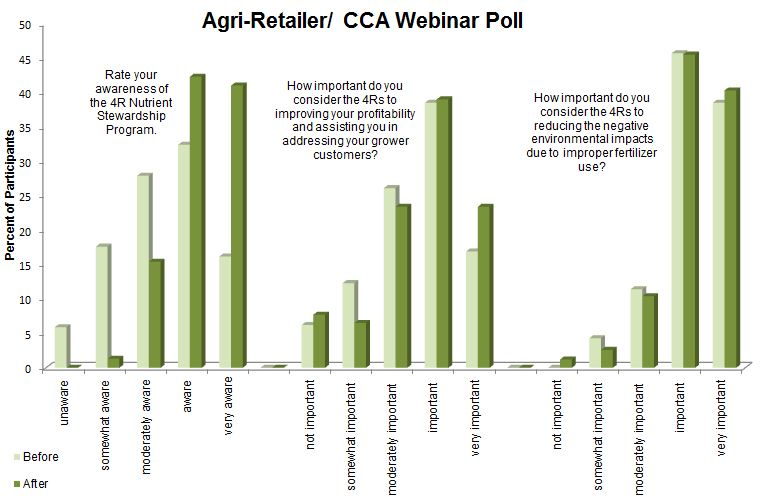 Agri-Retailer/ CCA Webinar Poll
Percent of Participants
50
45
40
35
30
25
20
15
10
5
0
Rate your
awareness of
the 4R Nutrient
Stewardship
Program.
How important do you
consider the 4Rs to
improving your profitability
and assisting you in
addressing your grower
customers?
How important do you
consider the 4Rs to
reducing the negative
environmental impacts
due to improper fertilizer
use?
unaware
somewhat aware
moderately aware
aware
very aware
not important
somewhat important
moderately important
important
very important
not important
somewhat important
moderately important
important
very important
Before
After